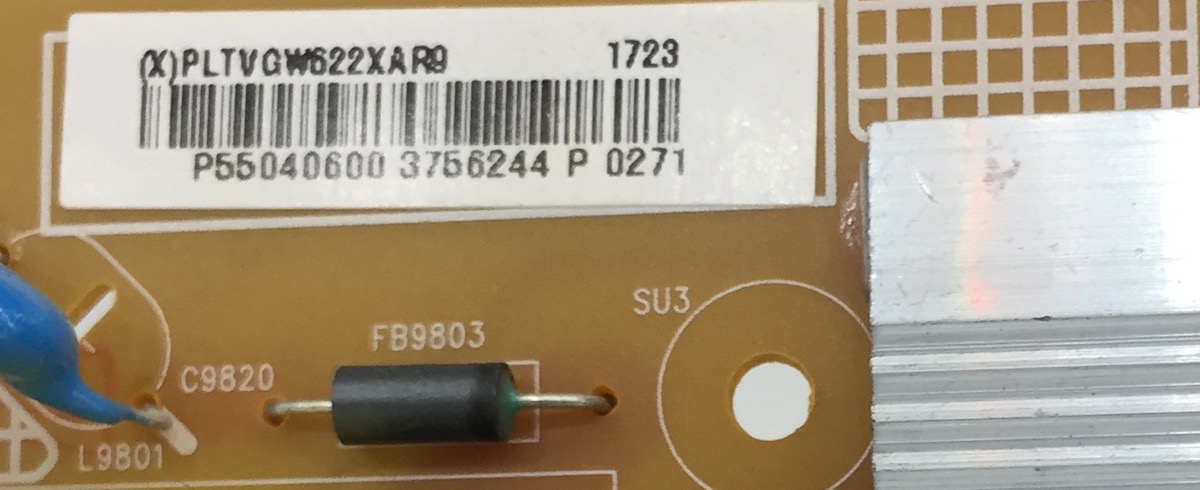 (X)PLTVGW622XAR9 1723
P55040600 3756244 P 0271
SU3
FB9803
C9820
L9801